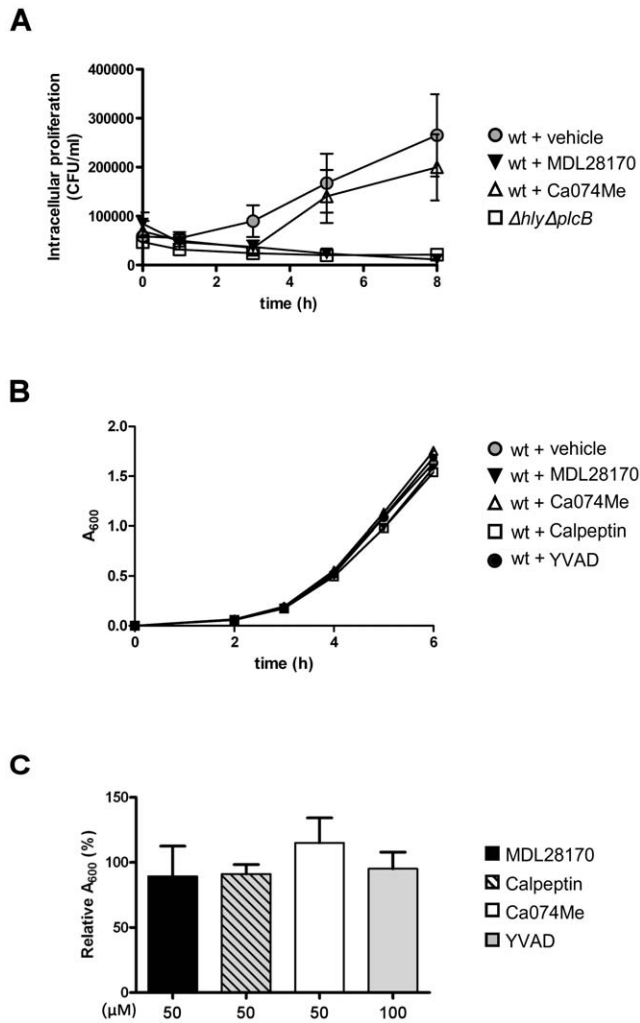 A
Intracellular proliferation
(CFU/ml)
400000
300000
200000
100000
0
0 2 4 6 8
time (h)
wt + vehicle
wt + MDL28170
wt + Ca074Me
ΔhlyΔplcB
B
A600
2.0
1.5
1.0
0.5
0.0
0 2 4 6
time (h)
wt + vehicle
wt + MDL28170
wt + Ca074Me
wt + Calpeptin
wt + YVAD
C
Relative A600 (%)
150
100
50
0
(μM) 50 50 50 100
MDL28170
Calpeptin
Ca074Me
YVAD